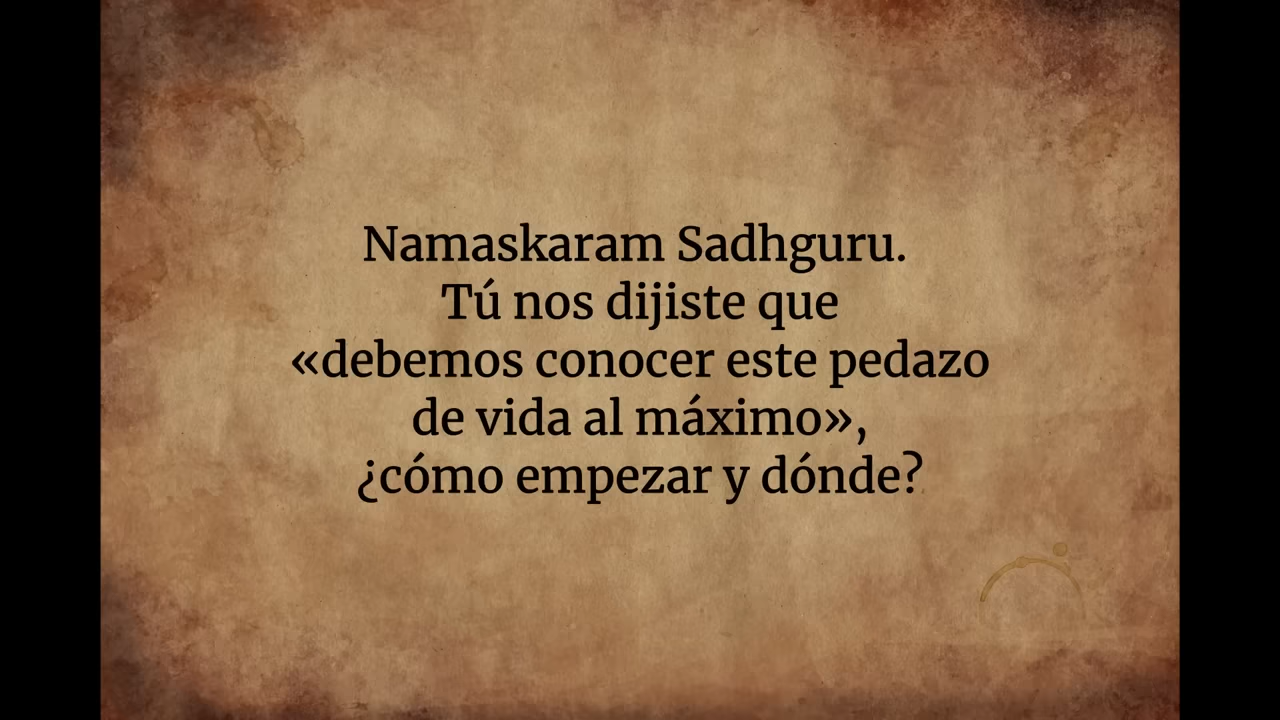 Namaskaram Sadhguru.
Tú nos dijiste que
«debemos conocer este pedazo
de vida al máximo»,
¿cómo empezar y dónde?